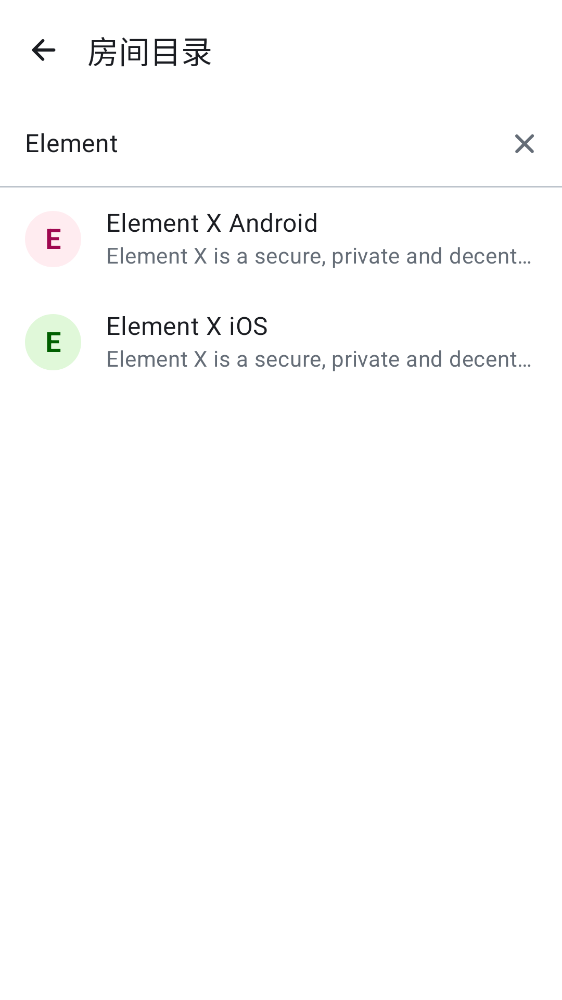 房间目录
Element
E
Element X Android
Element X is a secure, private and decent…
E
Element X iOS
Element X is a secure, private and decent…